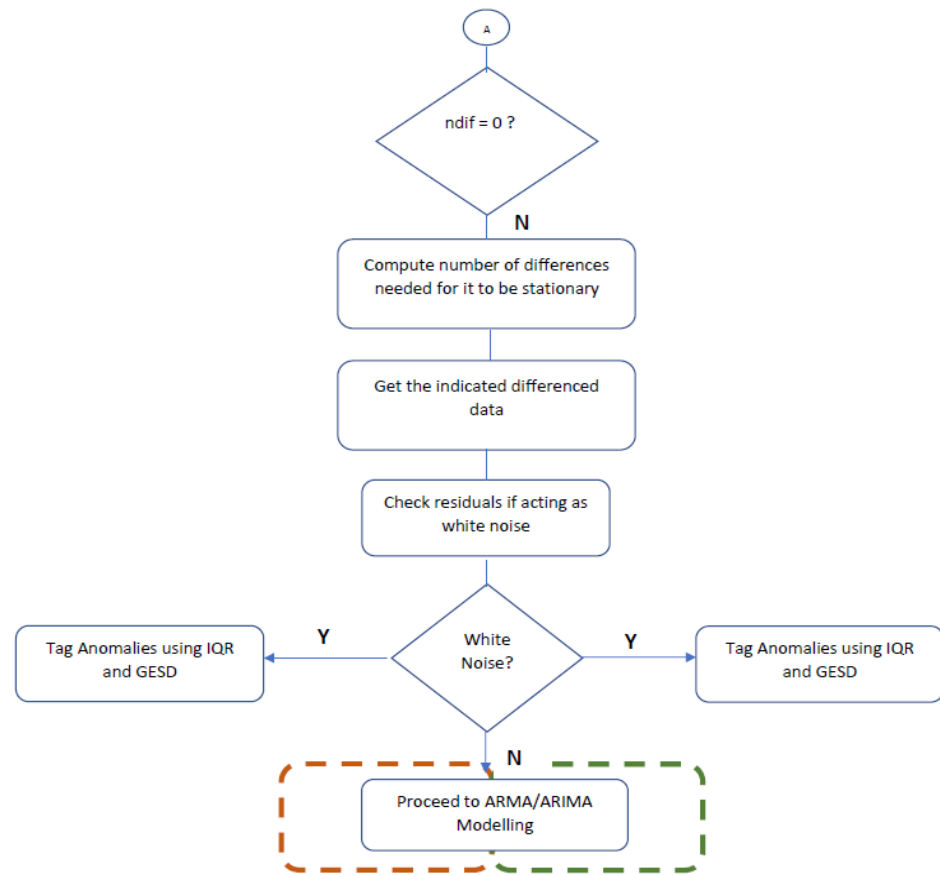 A
ndif = 0 ?
N
Compute number of differences
needed for it to be stationary
Get the indicated differenced
data
Check residuals if acting as
white noise
Tag Anomalies using IQR
and GESD
Y
White
Noise?
Y
Tag Anomalies using IQR
and GESD
N
Proceed to ARMA/ARIMA
Modelling